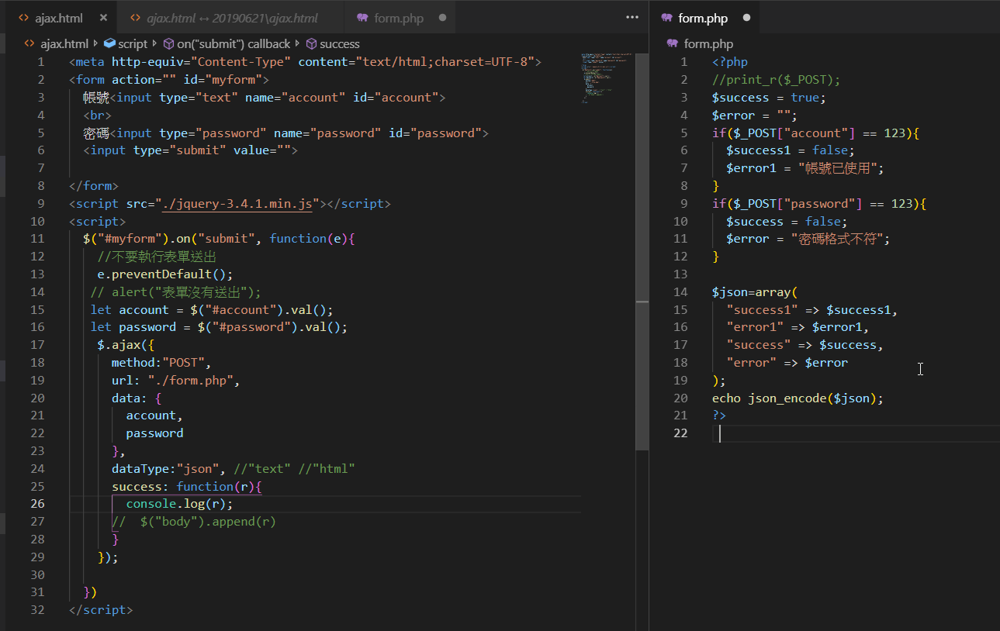 ajax.html ×
ajax.html ↔ 20190621\ajax.html
form.php ●
···
ajax.html › script › on("submit") callback › success
1 <meta http-equiv="Content-Type" content="text/html;charset=UTF-8">
2 <form action="" id="myform">
3 帳號<input type="text" name="account" id="account">
4 <br>
5 密碼<input type="password" name="password" id="password">
6 <input type="submit" value="">
7
8 </form>
9 <script src="./jquery-3.4.1.min.js"></script>
10 <script>
11 $("#myform").on("submit", function(e){
12 //不要執行表單送出
13 e.preventDefault();
14 // alert("表單沒有送出");
15 let account = $("#account").val();
16 let password = $("#password").val();
17 $.ajax({
18 method:"POST",
19 url: "./form.php",
20 data: {
21 account,
22 password
23 },
24 dataType:"json", //"text" //"html"
25 success: function(r){
26 console.log(r);
27 // $("body").append(r)
28 }
29 });
30
31 })
32 </script>
form.php ●
form.php
1 <?php
2 //print_r($_POST);
3 $success = true;
4 $error = "";
5 if($_POST["account"] == 123){
6 $success1 = false;
7 $error1 = "帳號已使用";
8 }
9 if($_POST["password"] == 123){
10 $success = false;
11 $error = "密碼格式不符";
12 }
13
14 $json=array(
15 "success1" => $success1,
16 "error1" => $error1,
17 "success" => $success,
18 "error" => $error
19 );
20 echo json_encode($json);
21 ?>
22